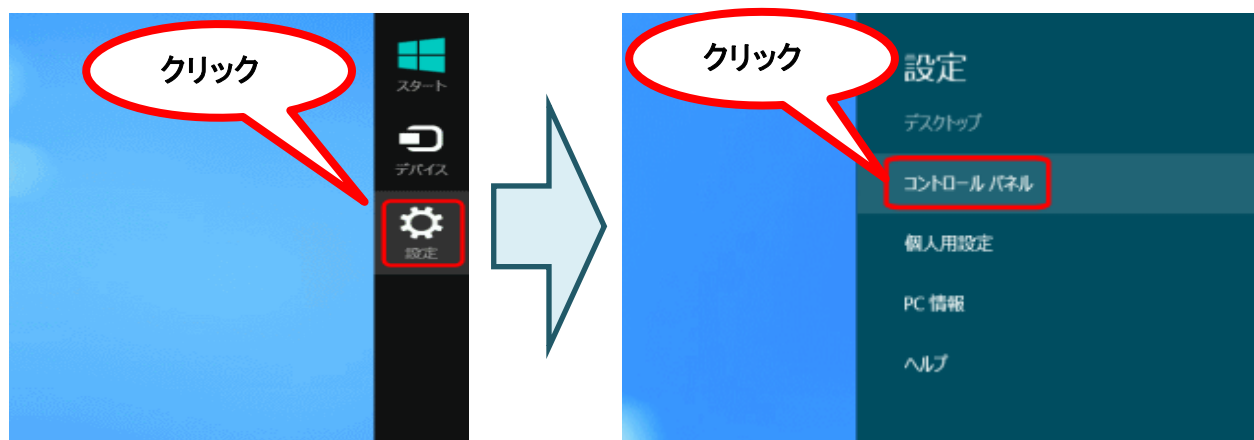 クリック
スタート
デバイス
設定
クリック
設定
デスクトップ
コントロール パネル
個人用設定
PC 情報
ヘルプ